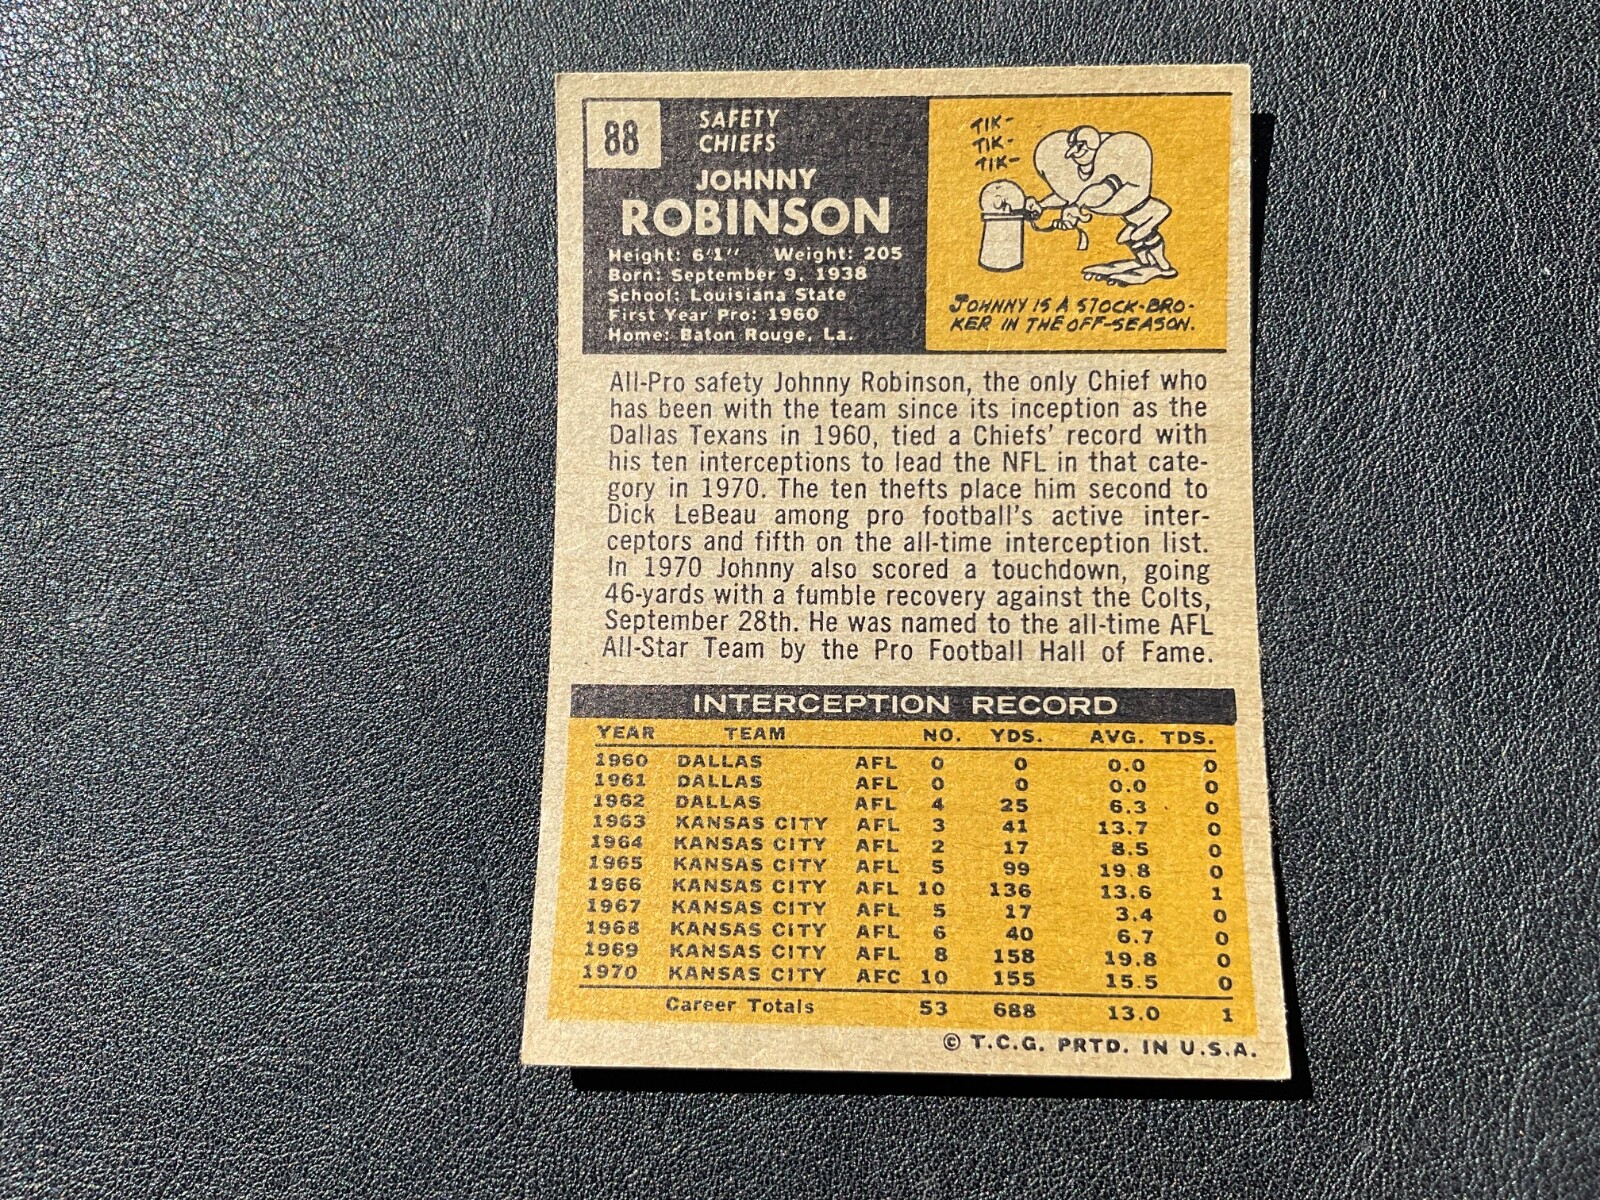 88
SAFETY
CHIEFS
JOHNNY
ROBINSON
Height: 6'1'' Weight: 205
Born: September 9, 1938
School: Louisiana State
First Year Pro: 1960
Home: Baton Rouge, La.
TIK-
TIK-
TIK-
JOHNNY IS A STOCK-BRO-
KER IN THE OFF-SEASON.
All-Pro safety Johnny Robinson, the only Chief who
has been with the team since its inception as the
Dallas Texans in 1960, tied a Chiefs' record with
his ten interceptions to lead the NFL in that cate-
gory in 1970. The ten thefts place him second to
Dick LeBeau among pro football's active inter-
ceptors and fifth on the all-time interception list.
In 1970 Johnny also scored a touchdown, going
46-yards with a fumble recovery against the Colts,
September 28th. He was named to the all-time AFL
All-Star Team by the Pro Football Hall of Fame.
INTERCEPTION RECORD
YEAR TEAM NO. YDS. AVG. TDS.
1960 DALLAS AFL 0 0 0.0 0
1961 DALLAS AFL 0 0 0.0 0
1962 DALLAS AFL 4 25 6.3 0
1963 KANSAS CITY AFL 3 41 13.7 0
1964 KANSAS CITY AFL 2 17 8.5 0
1965 KANSAS CITY AFL 5 99 19.8 0
1966 KANSAS CITY AFL 10 136 13.6 1
1967 KANSAS CITY AFL 5 17 3.4 0
1968 KANSAS CITY AFL 6 40 6.7 0
1969 KANSAS CITY AFL 8 158 19.8 0
1970 KANSAS CITY AFC 10 155 15.5 0
Career Totals 53 688 13.0 1
© T.C.G. PRTD. IN U.S.A.